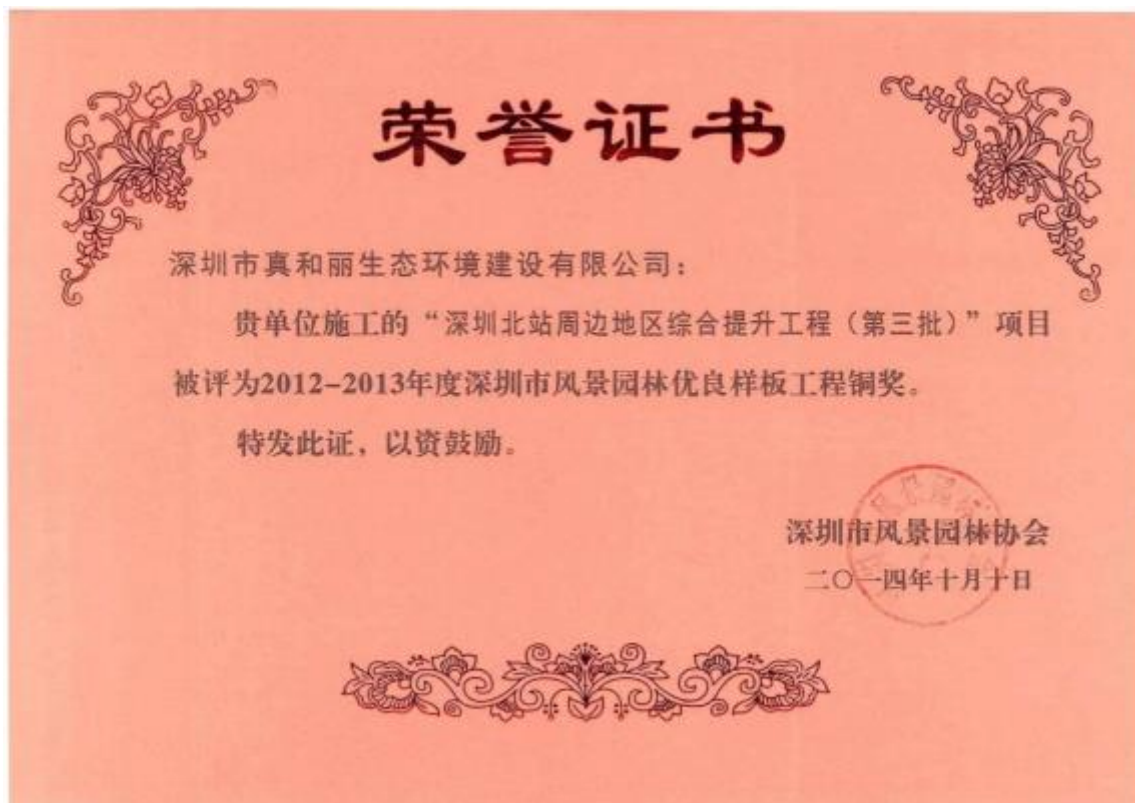 荣誉证书
深圳市真和丽生态环境建设有限公司：
贵单位施工的“深圳北站周边地区综合提升工程（第三批）”项目
被评为2012-2013年度深圳市风景园林优良样板工程铜奖。
特发此证，以资鼓励。
深圳市风景园林协会
二〇一四年十月十日